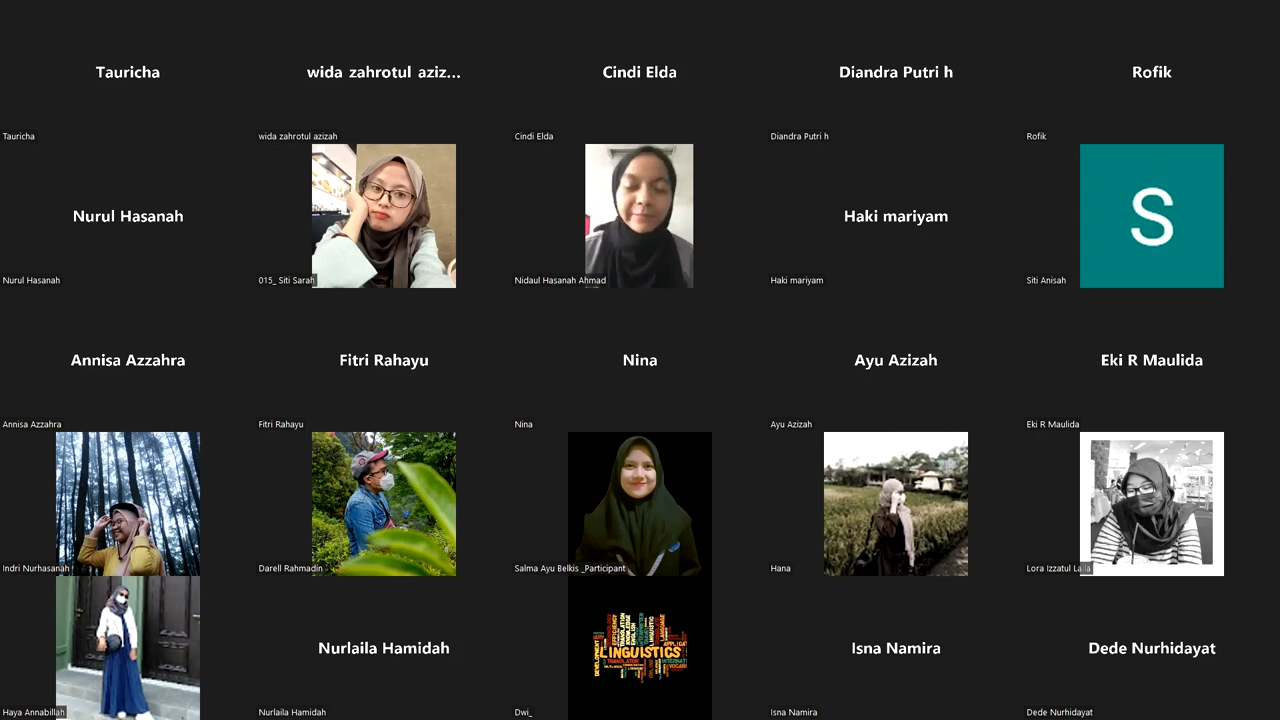 Tauricha
wida zahrotul aziz...
Cindi Elda
Diandra Putri h
Rofik
Tauricha
wida zahrotul azizah
Cindi Elda
Diandra Putri h
Rofik
Nurul Hasanah
Haki mariyam
S
Nurul Hasanah
015_ Siti Sarah
Nidaul Hasanah Ahmad
Haki mariyam
Siti Anisah
Annisa Azzahra
Fitri Rahayu
Nina
Ayu Azizah
Eki R Maulida
Annisa Azzahra
Fitri Rahayu
Nina
Ayu Azizah
Eki R Maulida
Indri Nurhasanah
Darell Rahmadin
Salma Ayu Belkis _Participant
Hana
Lora Izzatul Laila
Nurlaila Hamidah
LINGUISTICS
TRANSLATOR
Isna Namira
Dede Nurhidayat
Haya Annabillah
Nurlaila Hamidah
Dwi_
Isna Namira
Dede Nurhidayat